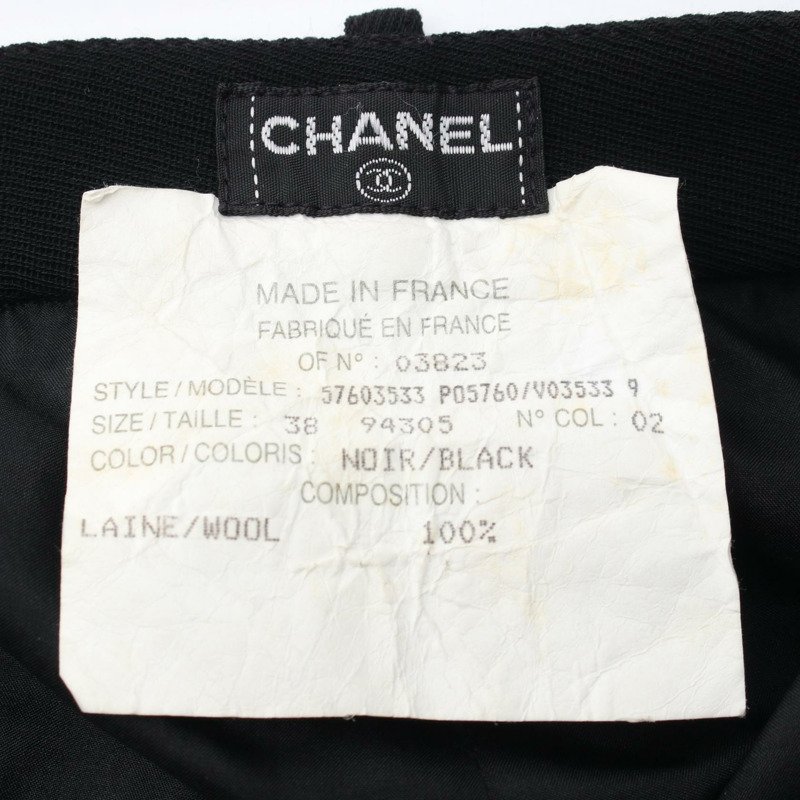 CHANEL
MADE IN FRANCE
FABRIQUÉ EN FRANCE
OF N° : 03823
STYLE / MODÈLE : 57603533 P05760/V03533 9
SIZE / TAILLE : 38 94305 N° COL : 02
COLOR / COLORIS : NOIR/BLACK
COMPOSITION :
LAINE/WOOL 100%